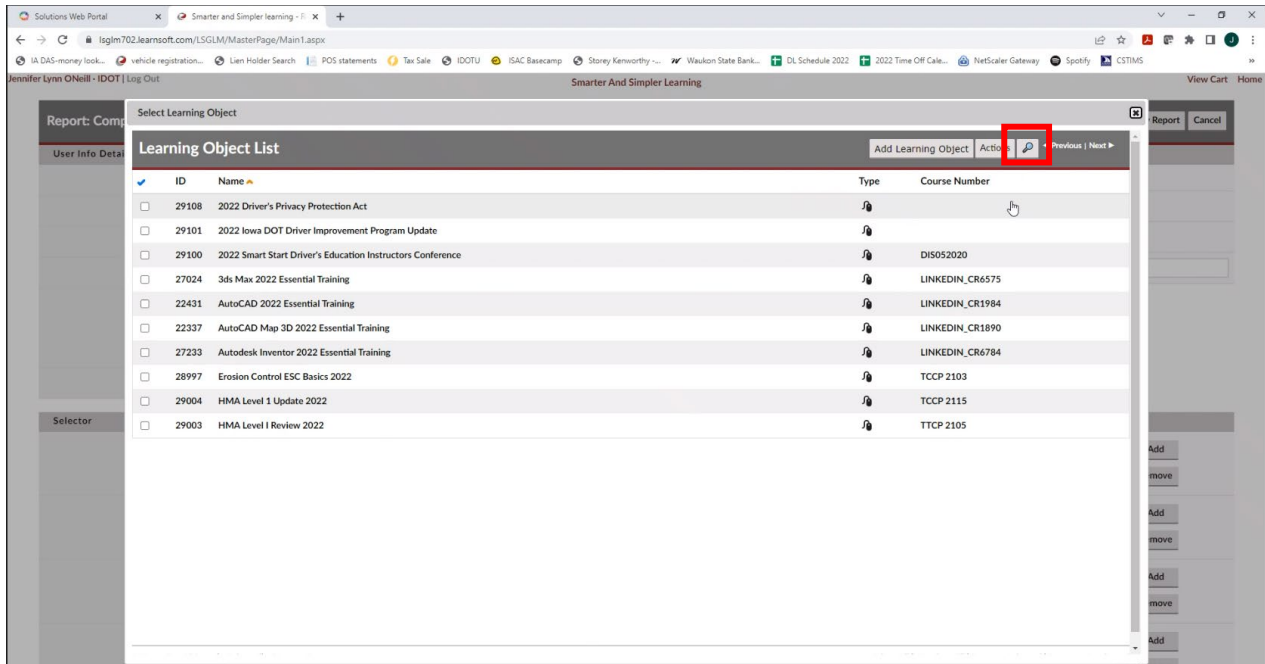 Solutions Web Portal
Smarter and Simpler learning - R
lsglm702.learnsoft.com/LSGLM/MasterPage/Main1.aspx
IA DAS-money look... vehicle registration... Lien Holder Search POS statements Tax Sale IDOTU ISAC Basecamp Storey Kenworthy -... Waukon State Bank... DL Schedule 2022 2022 Time Off Cale... NetScaler Gateway Spotify CSTIMS »
Jennifer Lynn ONeill - IDOT | Log Out Smarter And Simpler Learning View Cart Home
Report: Comp Select Learning Object Report Cancel
User Info Detai Learning Object List Add Learning Object Actions Previous | Next
ID Name Type Course Number
29108 2022 Driver's Privacy Protection Act
29101 2022 Iowa DOT Driver Improvement Program Update
29100 2022 Smart Start Driver's Education Instructors Conference DIS052020
27024 3ds Max 2022 Essential Training LINKEDIN_CR6575
22431 AutoCAD 2022 Essential Training LINKEDIN_CR1984
22337 AutoCAD Map 3D 2022 Essential Training LINKEDIN_CR1890
27233 Autodesk Inventor 2022 Essential Training LINKEDIN_CR6784
28997 Erosion Control ESC Basics 2022 TCCP 2103
29004 HMA Level 1 Update 2022 TCCP 2115
29003 HMA Level I Review 2022 TTCP 2105
Selector
Add
move
Add
move
Add
move
Add